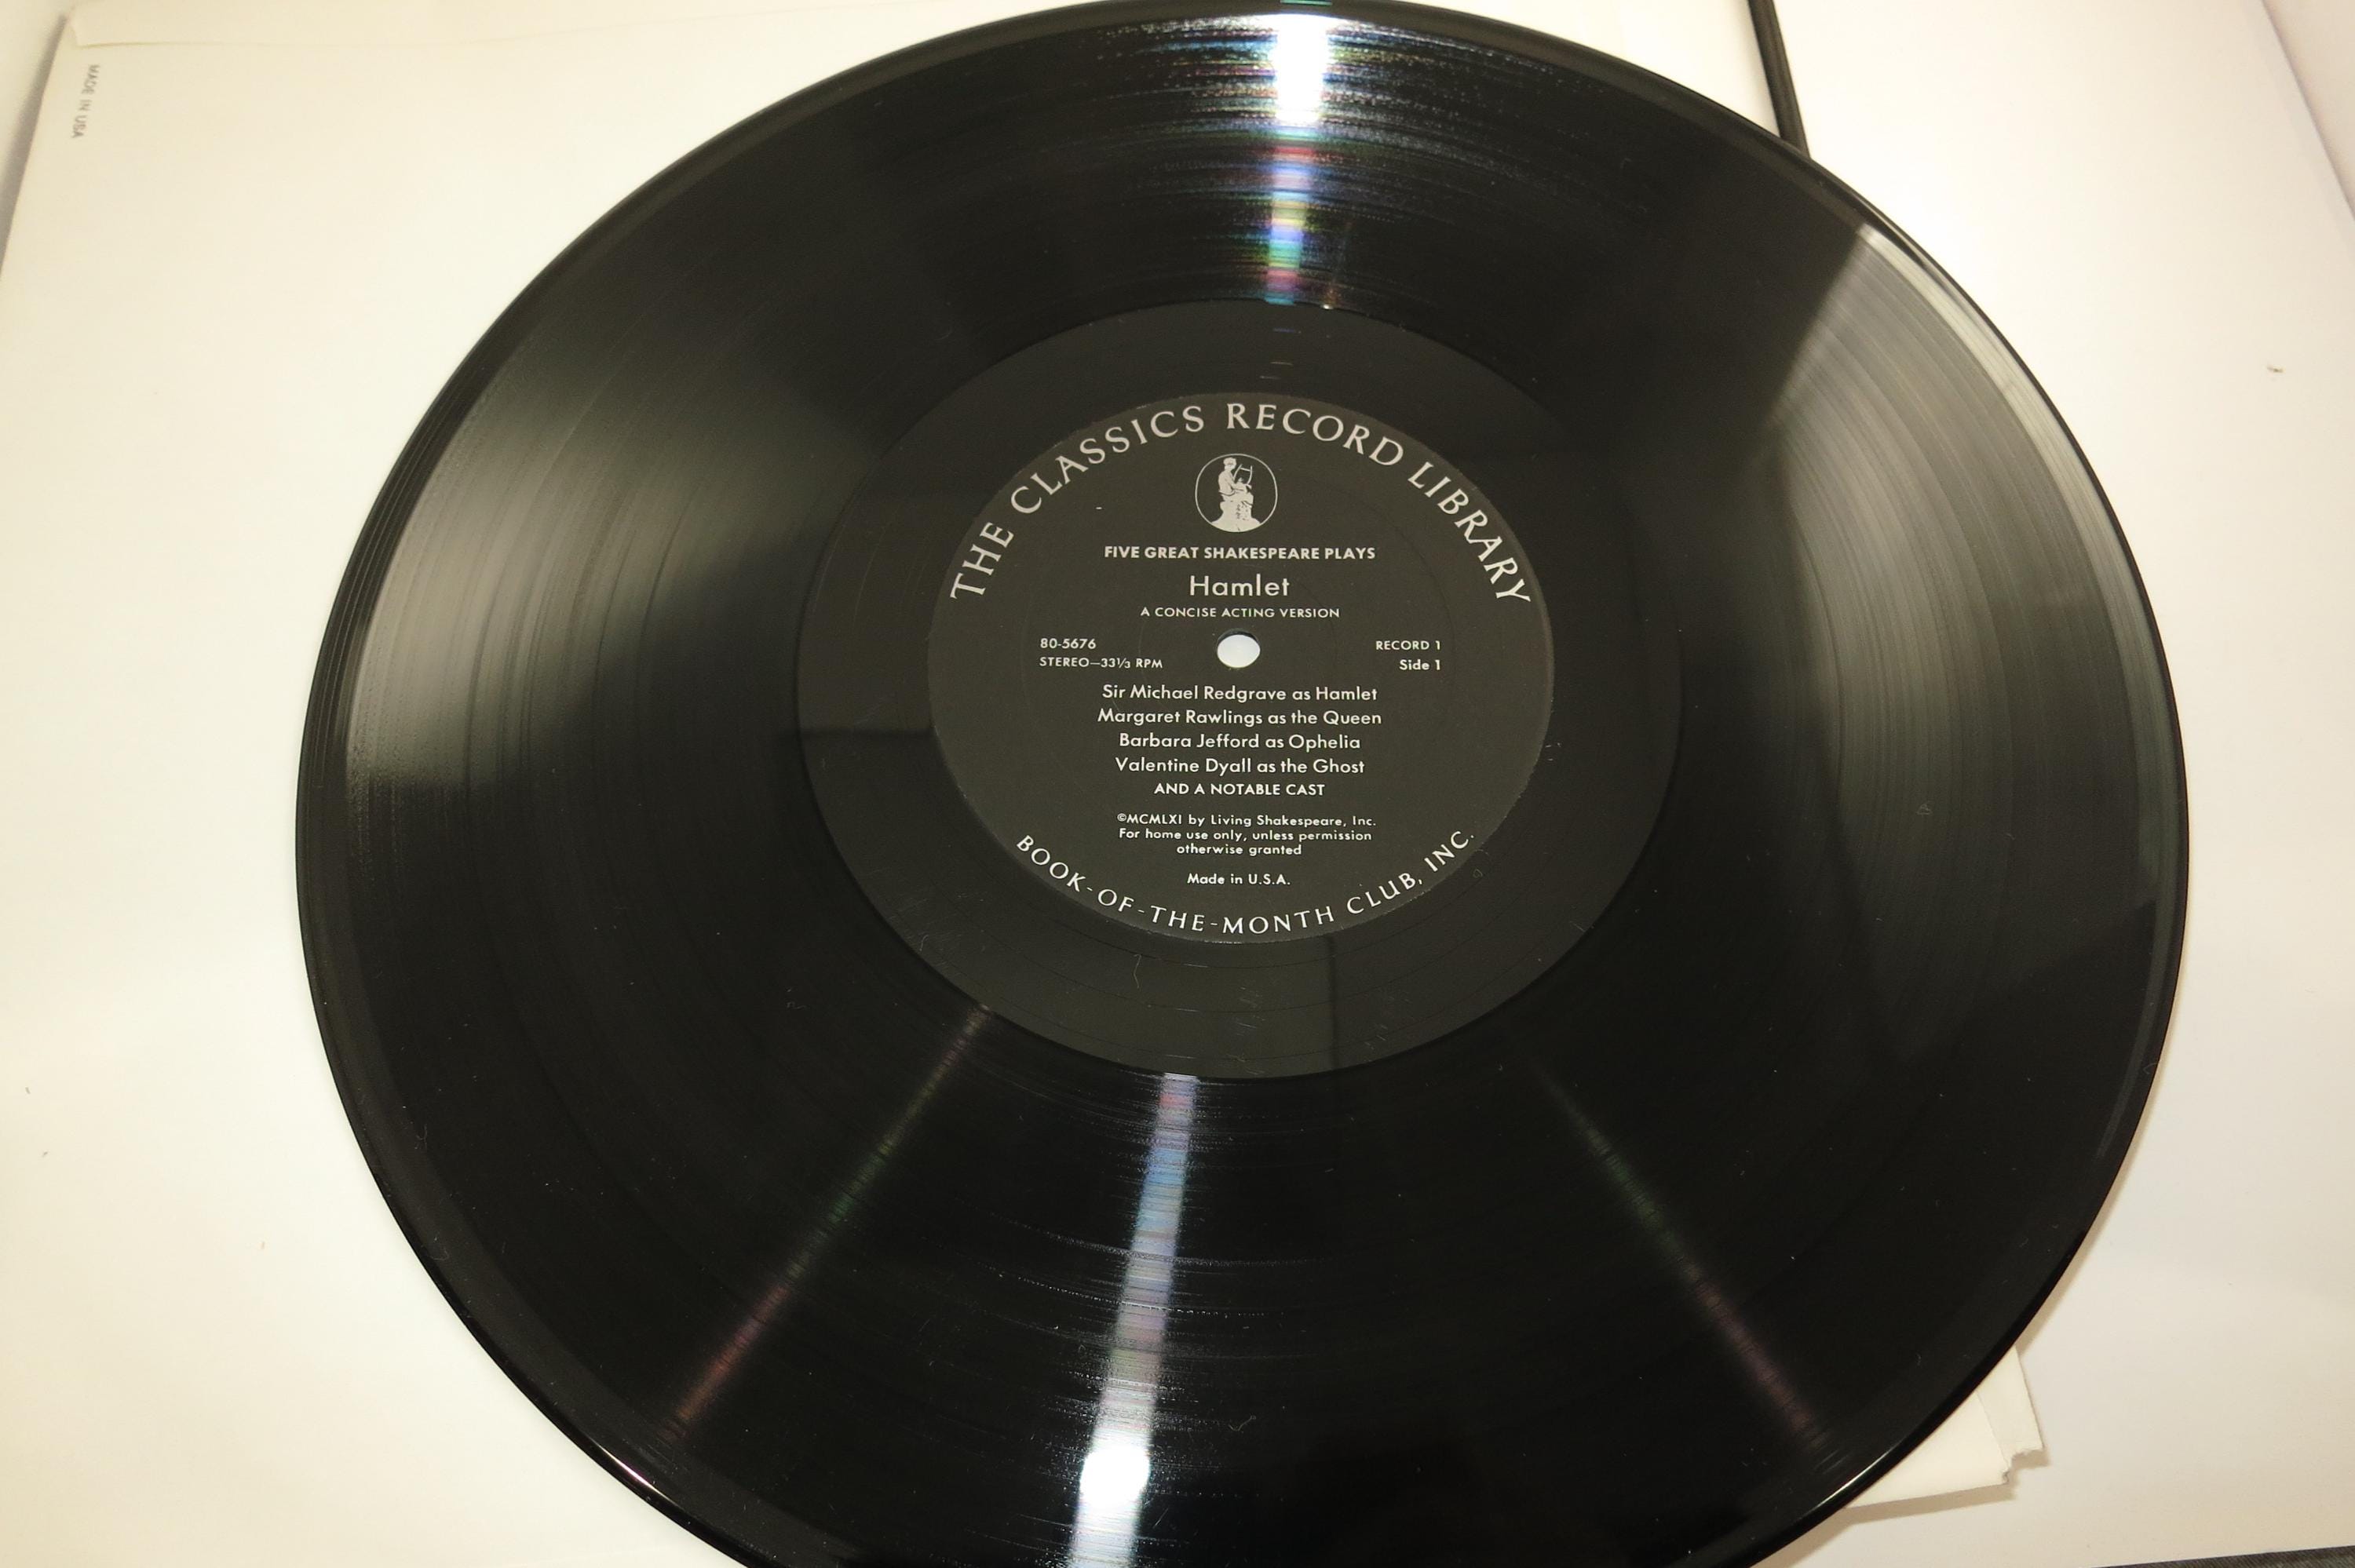 MADE IN USA
THE CLASSICS RECORD LIBRARY
FIVE GREAT SHAKESPEARE PLAYS
Hamlet
A CONCISE ACTING VERSION
80-5676
STEREO—33⅓ RPM
RECORD 1
Side 1
Sir Michael Redgrave as Hamlet
Margaret Rawlings as the Queen
Barbara Jefford as Ophelia
Valentine Dyall as the Ghost
AND A NOTABLE CAST
©MCMLXI by Living Shakespeare, Inc.
For home use only, unless permission
otherwise granted
Made in U.S.A.
BOOK-OF-THE-MONTH CLUB, INC.